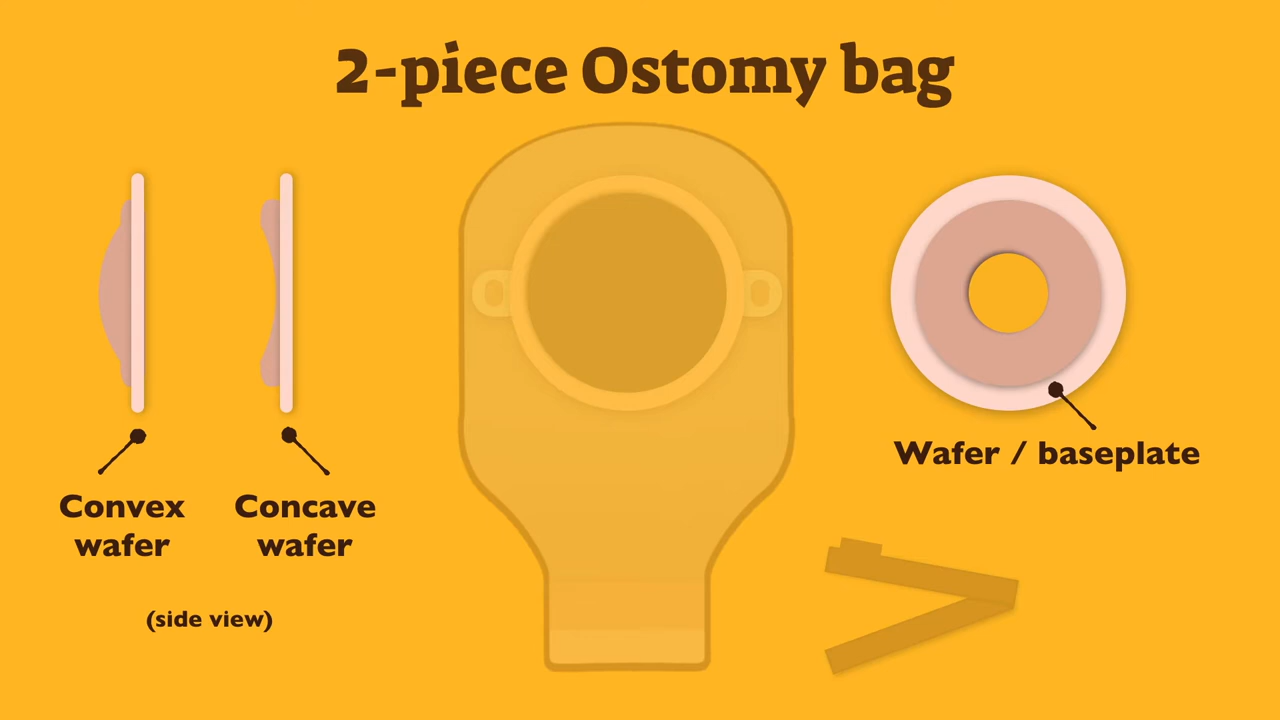 2-piece Ostomy bag
Convex
wafer
Concave
wafer
(side view)
Wafer / baseplate